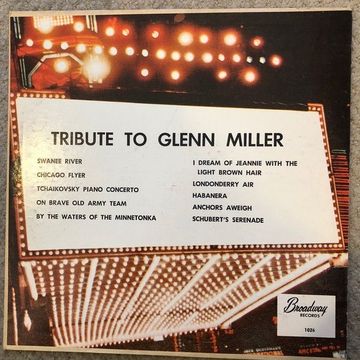 TRIBUTE TO GLENN MILLER
SWANEE RIVER
CHICAGO FLYER
TCHAIKOVSKY PIANO CONCERTO
ON BRAVE OLD ARMY TEAM
BY THE WATERS OF THE MINNETONKA
I DREAM OF JEANNIE WITH THE
LIGHT BROWN HAIR
LONDONDERRY AIR
HABANERA
ANCHORS AWEIGH
SCHUBERT'S SERENADE
Broadway
RECORDS
1026